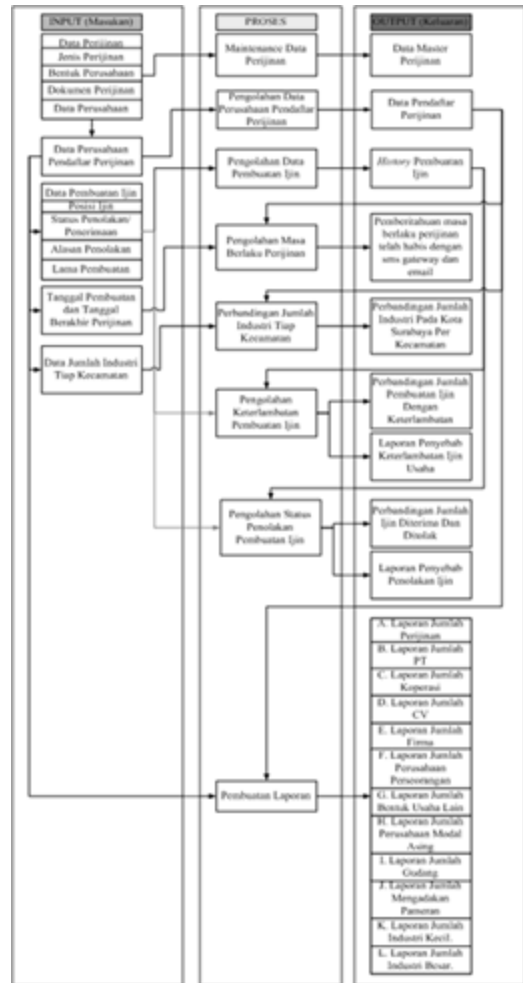 INPUT (Masukan)
Data Perijinan
Jenis Perijinan
Bentuk Perusahaan
Dokumen Perijinan
Data Perusahaan
Data Perusahaan
Pendaftar Perijinan
Data Pembuatan Ijin
Posisi Ijin
Status Penolakan/
Penerimaan
Alasan Penolakan
Lama Pembuatan
Tanggal Pembuatan
dan Tanggal
Berakhir Perijinan
Data Jumlah Industri
Tiap Kecamatan
PROSES
Maintenance Data
Perijinan
Pengolahan Data
Perusahaan Pendaftar
Perijinan
Pengolahan Data
Pembuatan Ijin
Pengolahan Masa
Berlaku Perijinan
Perbandingan Jumlah
Industri Tiap
Kecamatan
Pengolahan
Keterlambatan
Pembuatan Ijin
Pengolahan Status
Penolakan
Pembuatan Ijin
Pembuatan Laporan
OUTPUT (Keluaran)
Data Master
Perijinan
Data Pendaftar
Perijinan
History Pembuatan
Ijin
Pemberitahuan masa
berlaku perijinan
telah habis dengan
sms gateway dan
email
Perbandingan Jumlah
Industri Pada Kota
Surabaya Per
Kecamatan
Perbandingan Jumlah
Pembuatan Ijin
Dengan
Keterlambatan
Laporan Penyebab
Keterlambatan Ijin
Usaha
Perbandingan Jumlah
Ijin Diterima Dan
Ditolak
Laporan Penyebab
Penolakan Ijin
A. Laporan Jumlah
Perijinan
B. Laporan Jumlah
PT
C. Laporan Jumlah
Koperasi
D. Laporan Jumlah
CV
E. Laporan Jumlah
Firma
F. Laporan Jumlah
Perusahaan
Perseorangan
G. Laporan Jumlah
Bentuk Usaha Lain
H. Laporan Jumlah
Perusahaan Modal
Asing
I. Laporan Jumlah
Gudang
J. Laporan Jumlah
Mengadakan
Pameran
K. Laporan Jumlah
Industri Kecil.
L. Laporan Jumlah
Industri Besar.